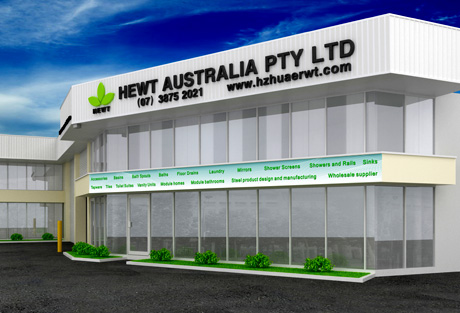 HEWT AUSTRALIA PTY LTD
(07) 3875 2021
www.hzhuaerwt.com
HEWT
Accessories Basins Bath Spouts Baths Floor Drains Laundry Mirrors Shower Screens Showers and Rails Sinks
Tapware Tiles Toilet Suites Vanity Units Module homes Module bathrooms Steel product design and manufacturing Wholesale supplier